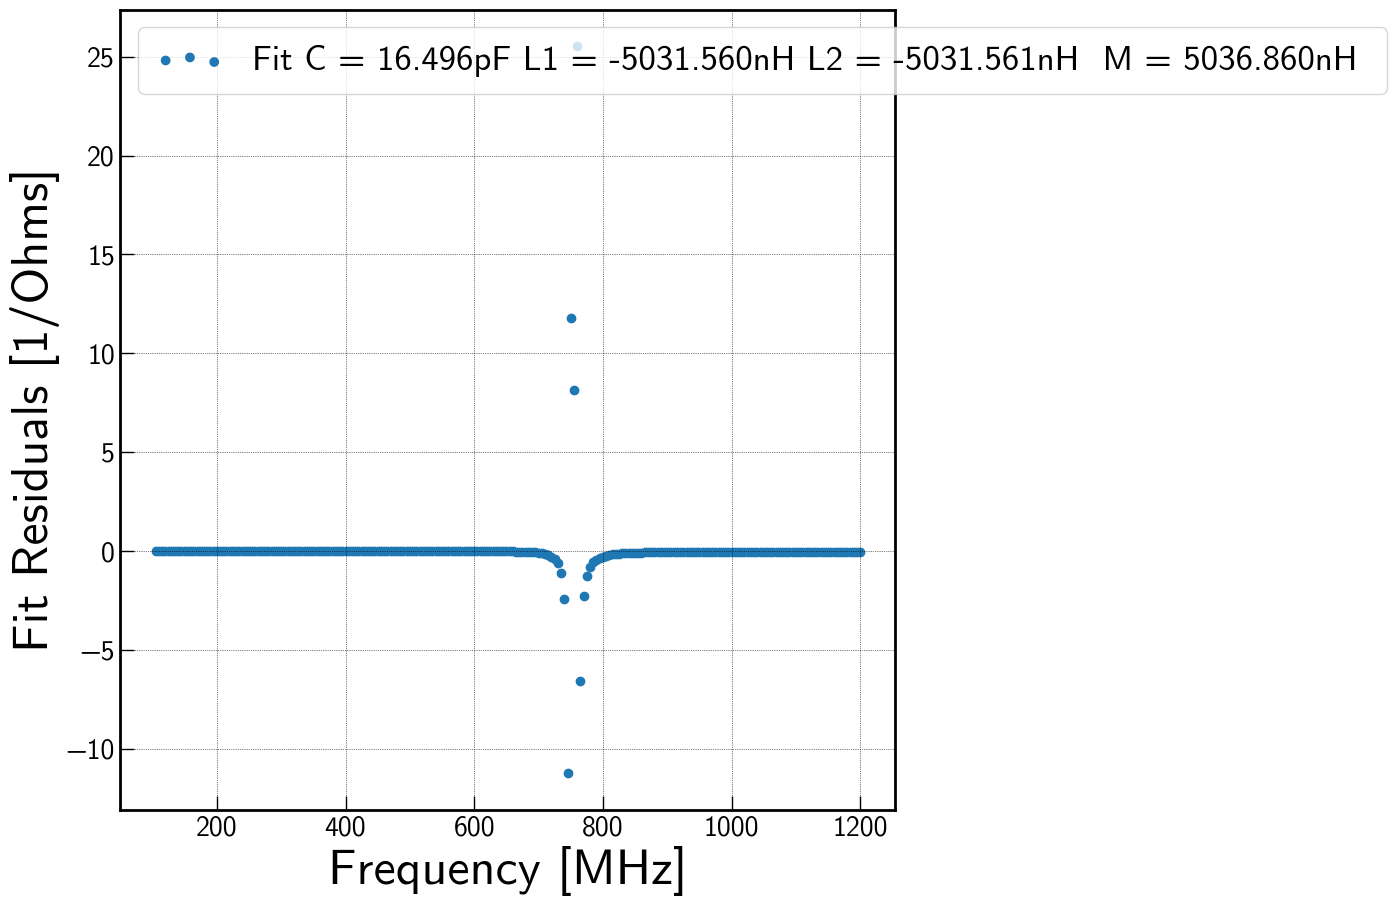 Fit C = 16.496pF L1 = -5031.560nH L2 = -5031.561nH M = 5036.860nH
25
20
15
10
5
0
−5
−10
Fit Residuals [1/Ohms]
200 400 600 800 1000 1200
Frequency [MHz]